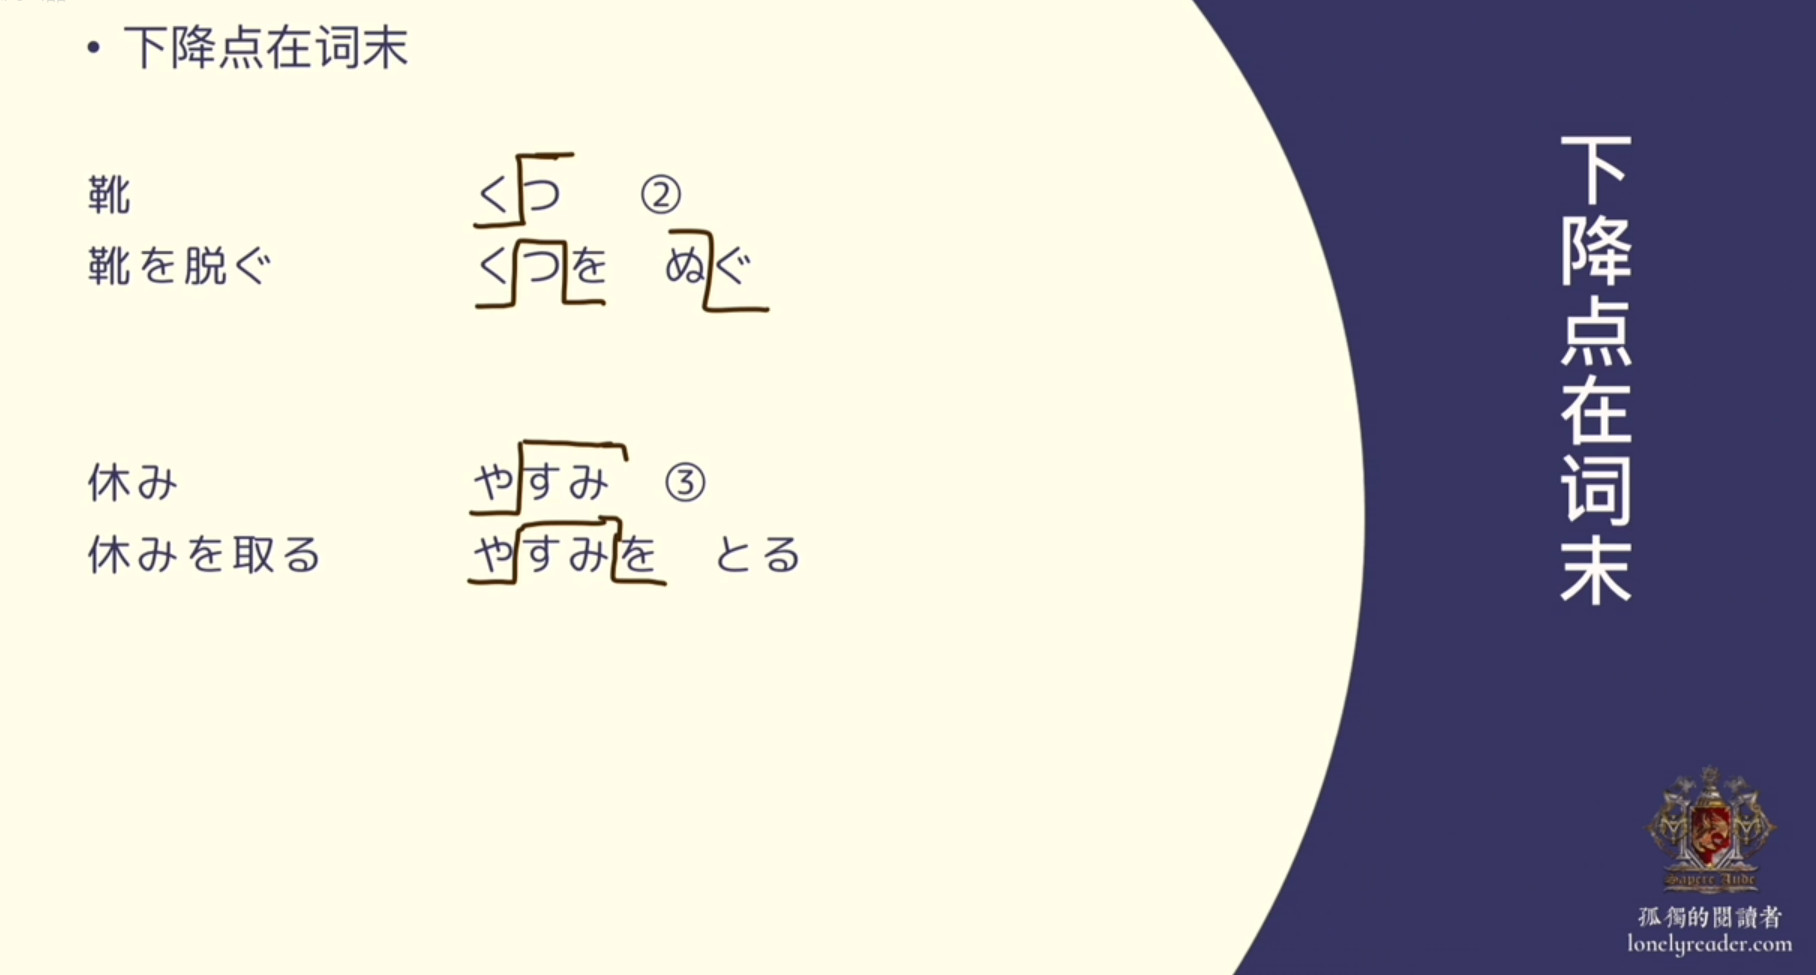 • 下降点在词末
靴 くつ ②
靴を脱ぐ くつを ぬぐ
休み やすみ ③
休みを取る やすみを とる
下降点在词末
Sapere Aude
孤獨的閱讀者
lonelyreader.com